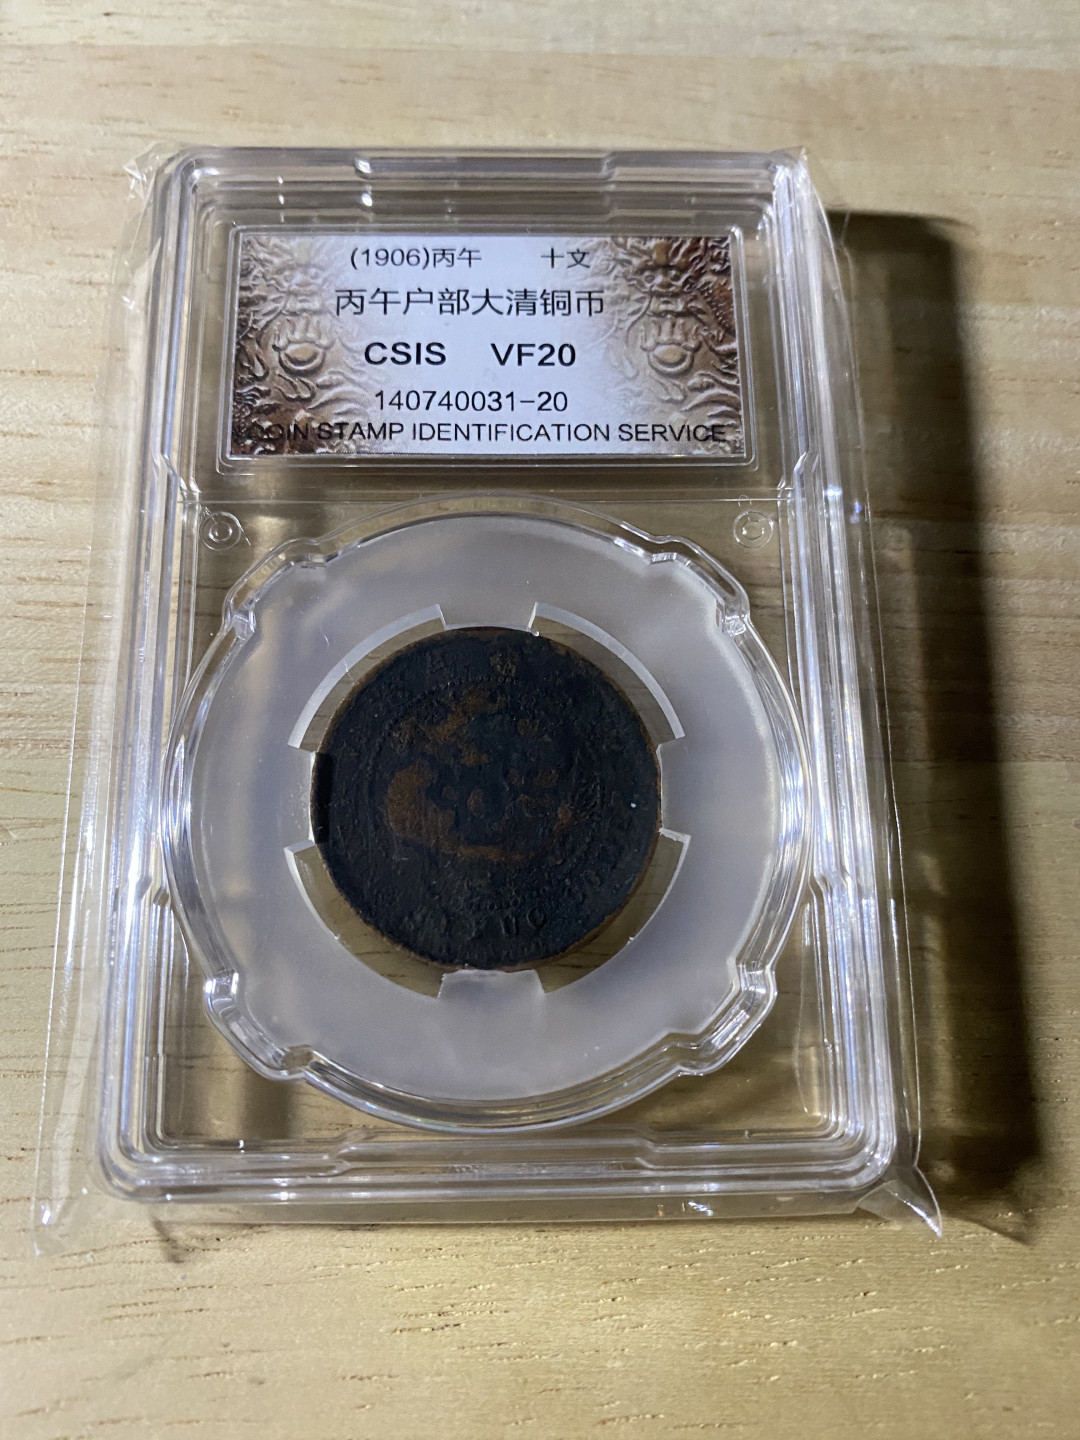 (1906)丙午 十文
丙午户部大清铜币
CSIS VF20
140740031-20
COIN STAMP IDENTIFICATION SERVICE